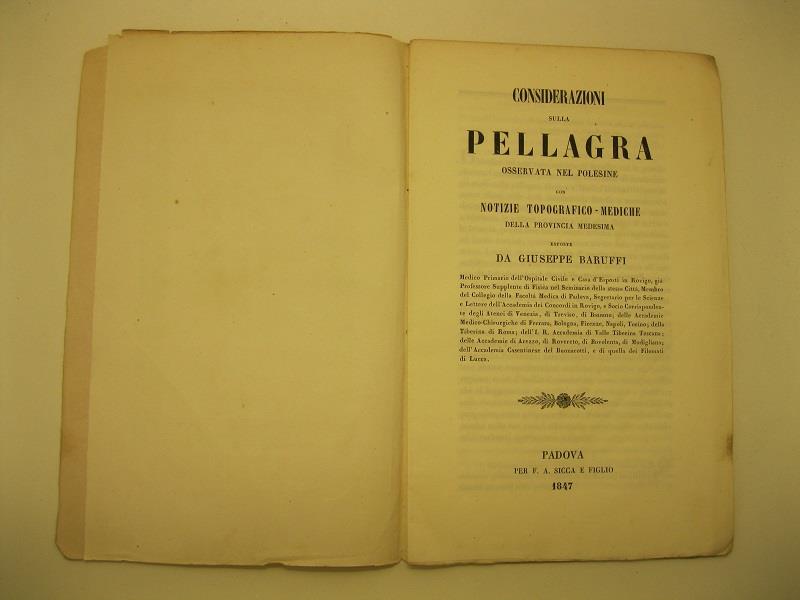 CONSIDERAZIONI
SULLA
PELLAGRA
OSSERVATA NEL POLESINE
CON
NOTIZIE TOPOGRAFICO-MEDICHE
DELLA PROVINCIA MEDESIMA
ESPOSTE
DA GIUSEPPE BARUFFI
Medico Primario dell'Ospitale Civile e Casa d'Esposti in Rovigo, già
Professore Supplente di Fisica nel Seminario della stessa Città, Membro
del Collegio della Facoltà Medica di Padova, Segretario per le Scienze
e Lettere dell'Accademia dei Concordi in Rovigo, e Socio Corrisponden-
te degli Atenei di Venezia, di Treviso, di Bassano; delle Accademie
Medico-Chirurgiche di Ferrara, Bologna, Firenze, Napoli, Torino; della
Tiberina di Roma; dell'I. R. Accademia di Valle Tiberina Toscana;
delle Accademie di Arezzo, di Rovereto, di Bovolenta, di Modigliana;
dell'Accademia Casentinese del Buonarotti, e di quella dei Filomati
di Lucca.
PADOVA
PER F. A. SICCA E FIGLIO
1847